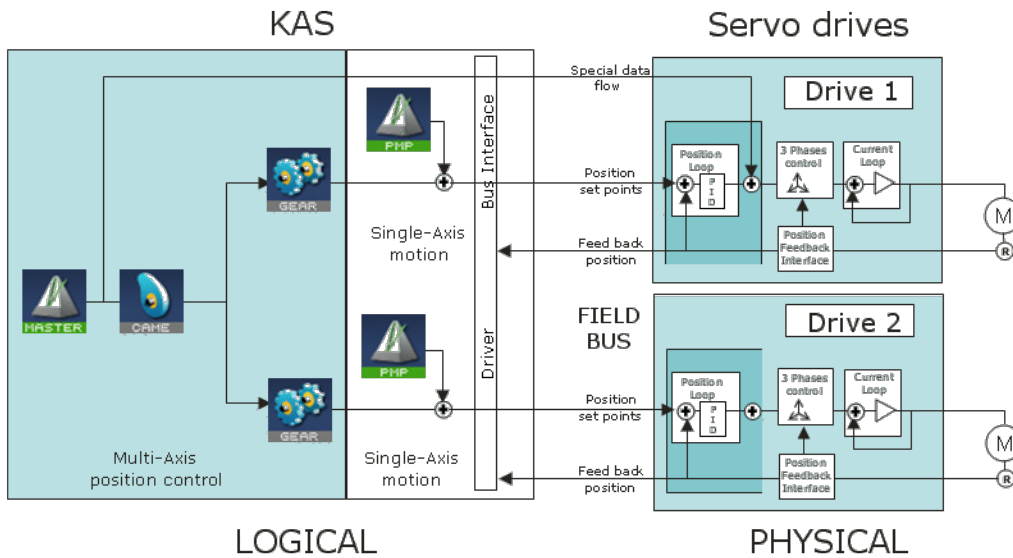 KAS
Servo drives
Special data
flow
Drive 1
PMP
Bus Interface
Position
Loop
P
I
D
3 Phases
control
Current
Loop
GEAR
Position
set points
M
Single-Axis
motion
Feed back
position
Position
Feedback
Interface
R
MASTER
CAME
FIELD
BUS
Drive 2
PMP
Driver
Position
Loop
P
I
D
3 Phases
control
Current
Loop
GEAR
Position
set points
M
Multi-Axis
position control
Single-Axis
motion
Feed back
position
Position
Feedback
Interface
R
LOGICAL
PHYSICAL